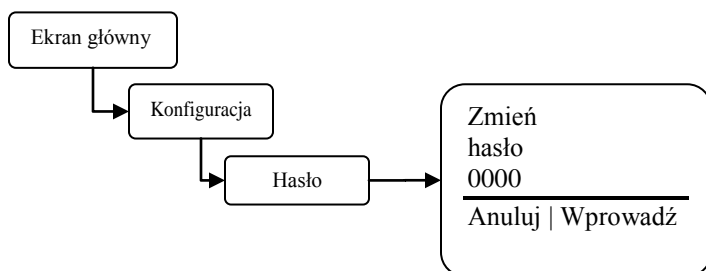 Ekran główny
Konfiguracja
Hasło
Zmień
hasło
0000
Anuluj | Wprowadź